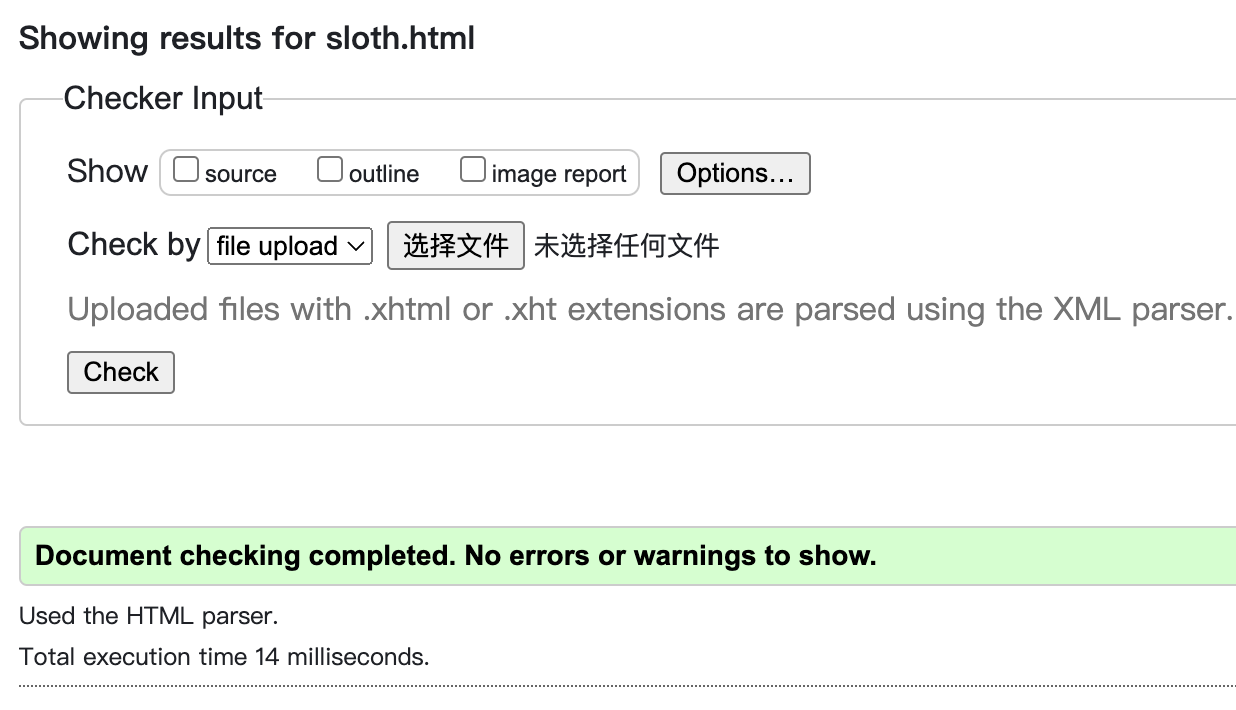 Showing results for sloth.html
Checker Input
Show source outline image report Options...
Check by file upload 选择文件 未选择任何文件
Uploaded files with .xhtml or .xht extensions are parsed using the XML parser.
Check
Document checking completed. No errors or warnings to show.
Used the HTML parser.
Total execution time 14 milliseconds.